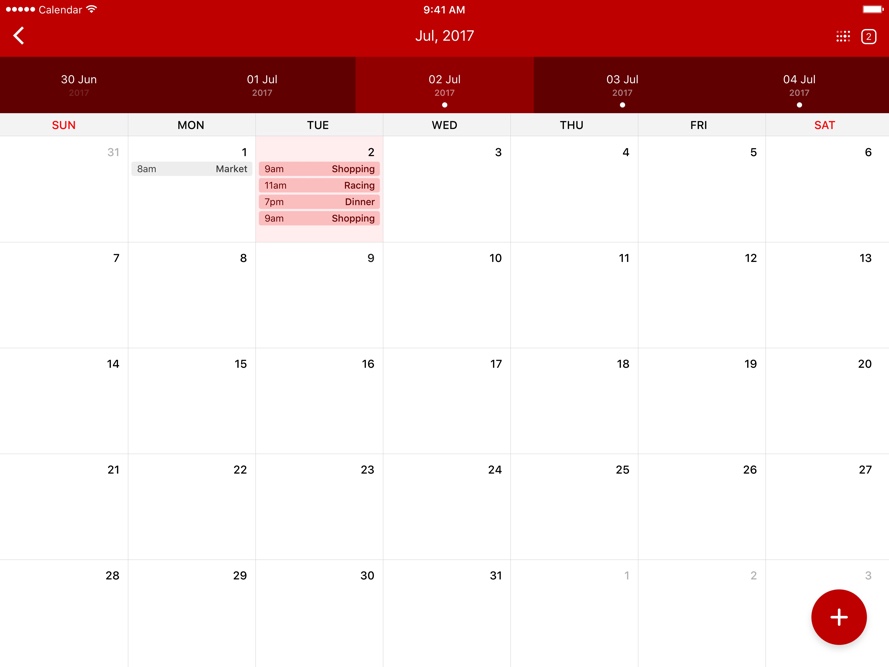 Calendar 9:41 AM
Jul, 2017
2
30 Jun 01 Jul 02 Jul 03 Jul 04 Jul
2017 2017 2017 2017 2017
SUN MON TUE WED THU FRI SAT
31 1 2 3 4 5 6
8am Market 9am Shopping
11am Racing
7pm Dinner
9am Shopping
7 8 9 10 11 12 13
14 15 16 17 18 19 20
21 22 23 24 25 26 27
28 29 30 31 1 2 3
+